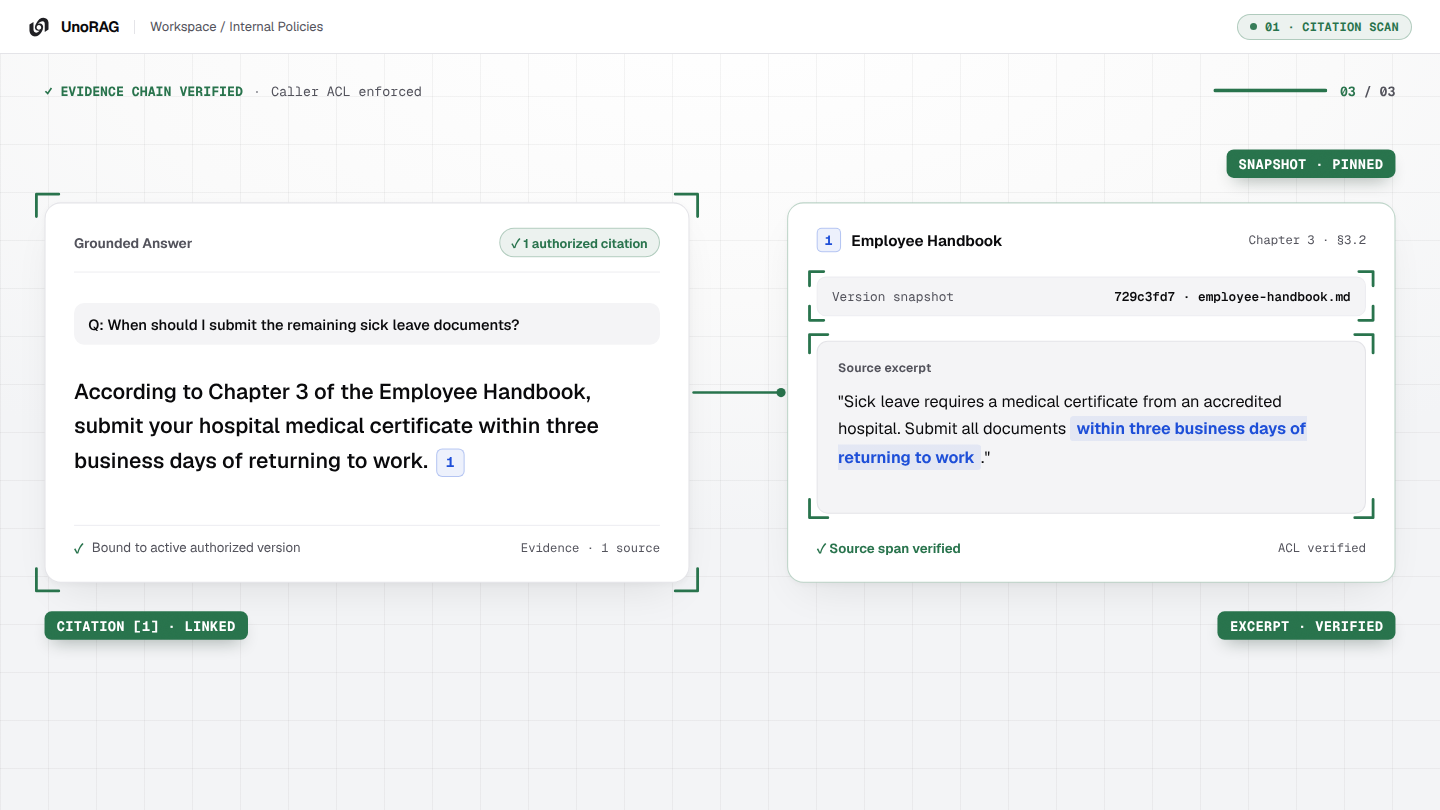 UnoRAG
Workspace / Internal Policies
01 · CITATION SCAN
✓ EVIDENCE CHAIN VERIFIED · Caller ACL enforced
03 / 03
SNAPSHOT · PINNED
Grounded Answer
✓ 1 authorized citation
Q: When should I submit the remaining sick leave documents?
According to Chapter 3 of the Employee Handbook,
submit your hospital medical certificate within three
business days of returning to work. 1
✓ Bound to active authorized version
Evidence · 1 source
CITATION [1] · LINKED
1 Employee Handbook
Chapter 3 · §3.2
Version snapshot
729c3fd7 · employee-handbook.md
Source excerpt
"Sick leave requires a medical certificate from an accredited
hospital. Submit all documents within three business days of
returning to work ."
✓ Source span verified
ACL verified
EXCERPT · VERIFIED